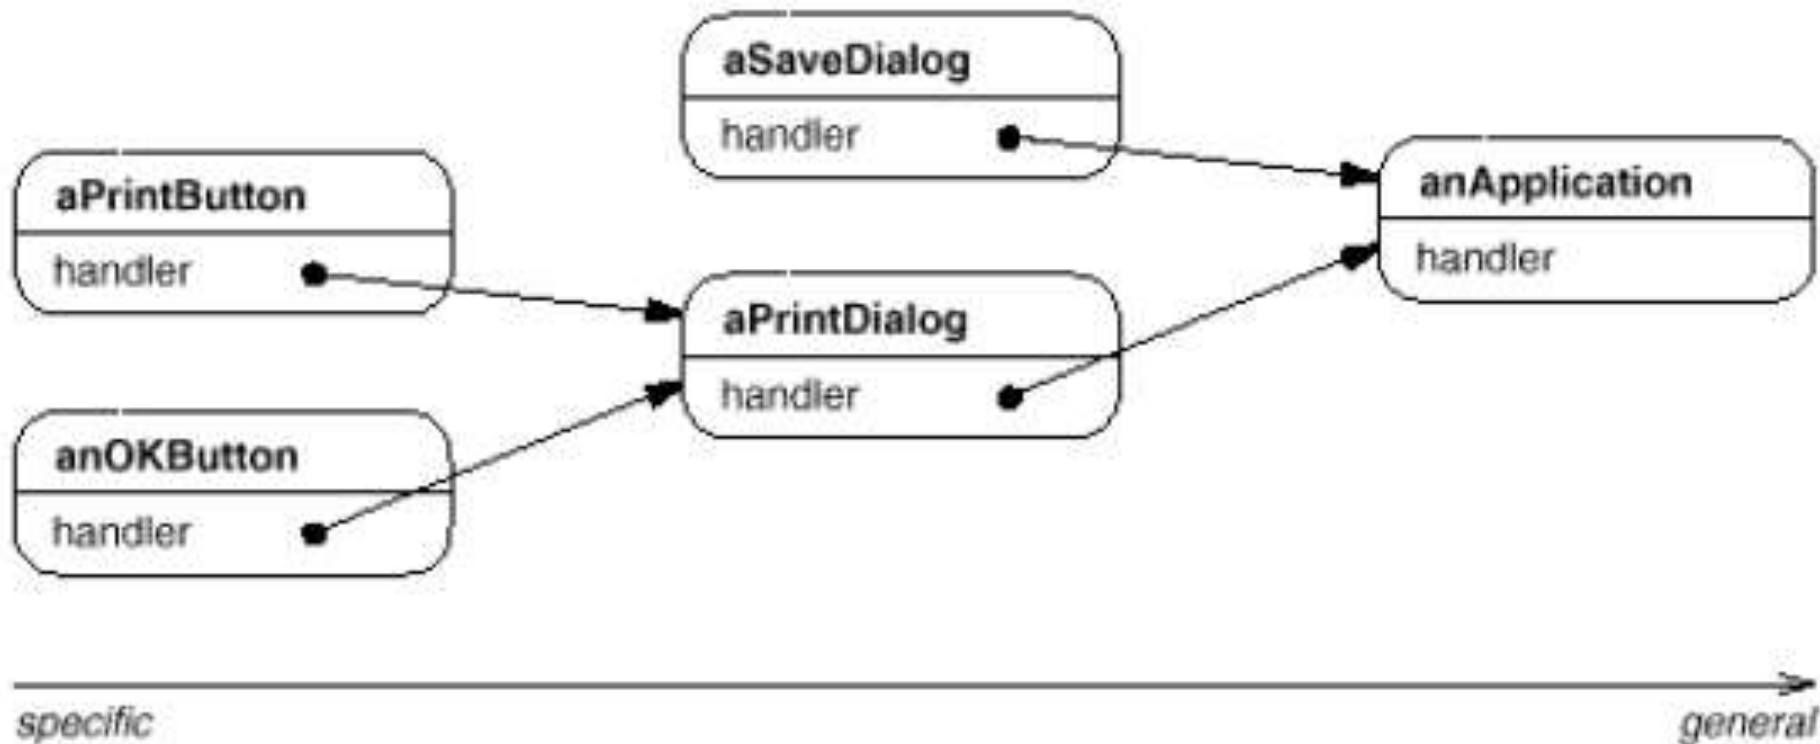 aSaveDialog
handler
aPrintButton
handler
anApplication
handler
aPrintDialog
handler
anOKButton
handler
specific
general